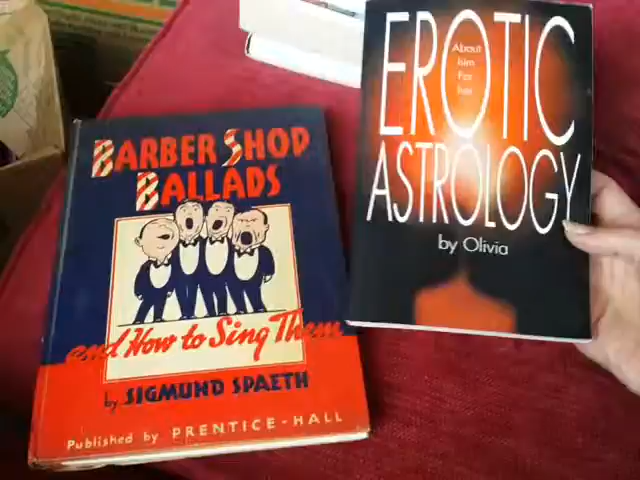 BARBER SHOP
BALLADS
and How to Sing Them
by SIGMUND SPAETH
Published by PRENTICE-HALL
EROTIC
About
him
For
her
ASTROLOGY
by Olivia